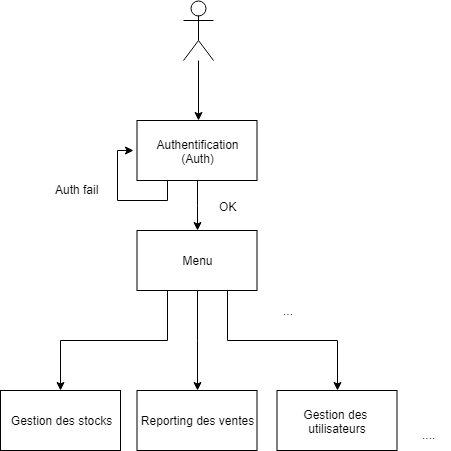 Authentification
(Auth)
Auth fail
OK
Menu
...
Gestion des stocks
Reporting des ventes
Gestion des
utilisateurs
....